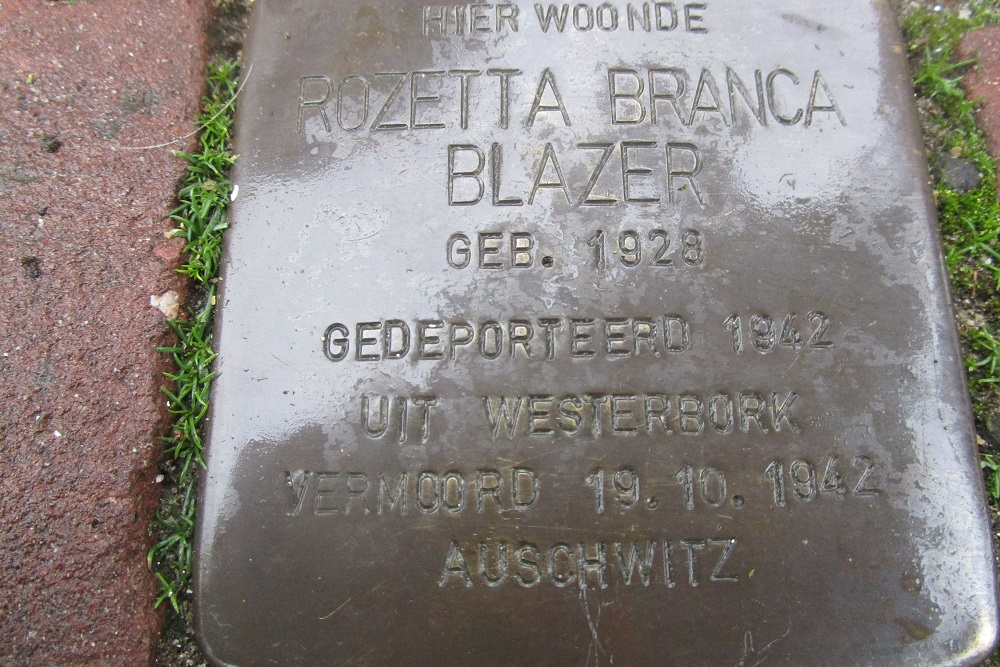 HIER WOONDE
ROZETTA BRANCA
BLAZER
GEB. 1928
GEDEPORTEERD 1942
UIT WESTERBORK
VERMOORD 19.10.1942
AUSCHWITZ